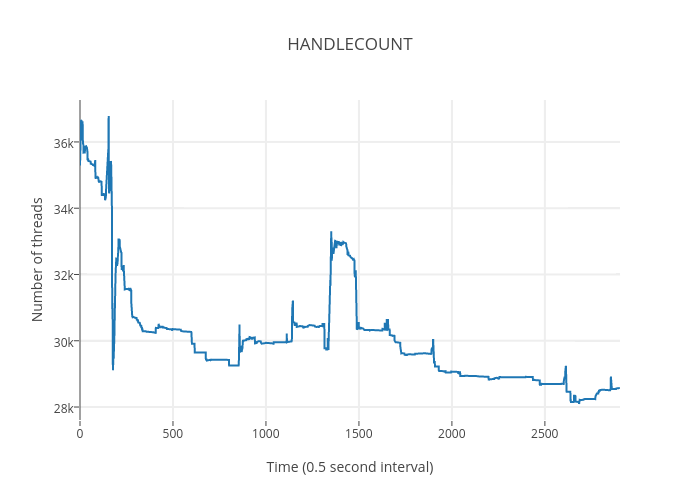 HANDLECOUNT
Number of threads
36k
34k
32k
30k
28k
0 500 1000 1500 2000 2500
Time (0.5 second interval)